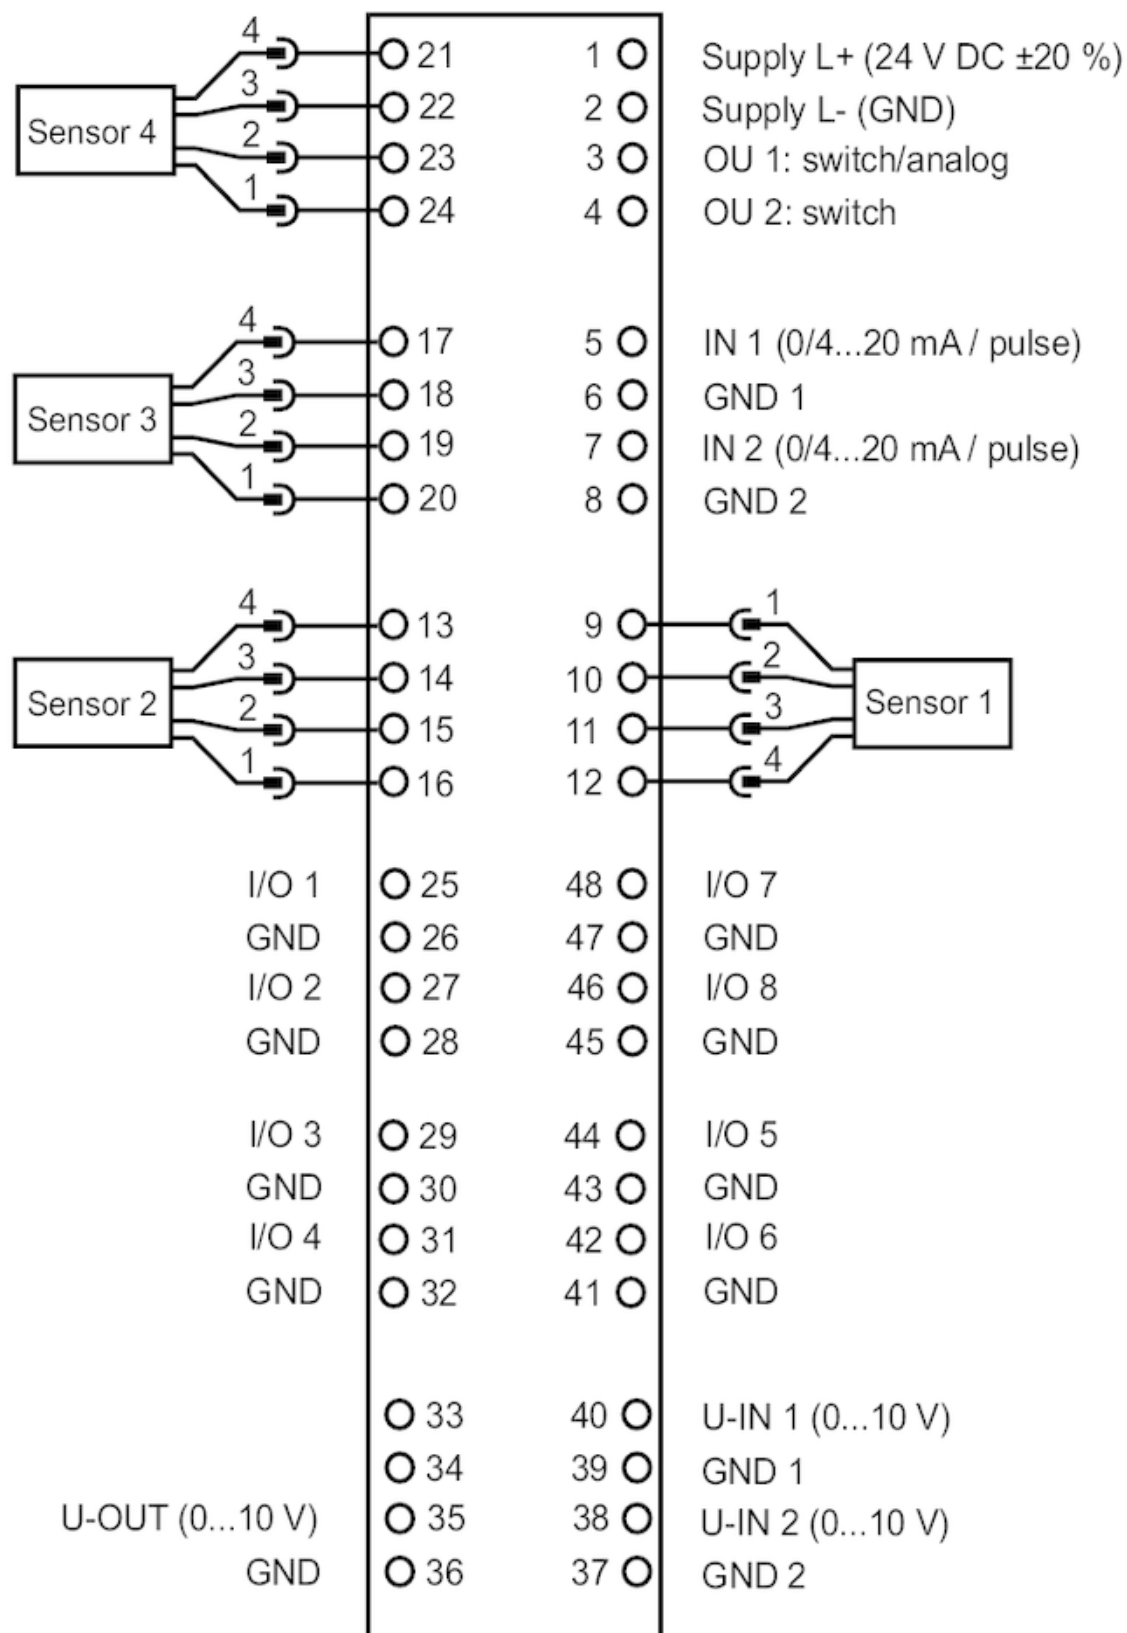 4 21 1 Supply L+ (24 V DC ±20 %)
Sensor 4 3 22 2 Supply L- (GND)
2 23 3 OU 1: switch/analog
1 24 4 OU 2: switch
4 17 5 IN 1 (0/4...20 mA / pulse)
Sensor 3 3 18 6 GND 1
2 19 7 IN 2 (0/4...20 mA / pulse)
1 20 8 GND 2
4 13 9 1
Sensor 2 3 14 10 2 Sensor 1
2 15 11 3
1 16 12 4
I/O 1 25 48 I/O 7
GND 26 47 GND
I/O 2 27 46 I/O 8
GND 28 45 GND
I/O 3 29 44 I/O 5
GND 30 43 GND
I/O 4 31 42 I/O 6
GND 32 41 GND
33 40 U-IN 1 (0...10 V)
34 39 GND 1
U-OUT (0...10 V) 35 38 U-IN 2 (0...10 V)
GND 36 37 GND 2